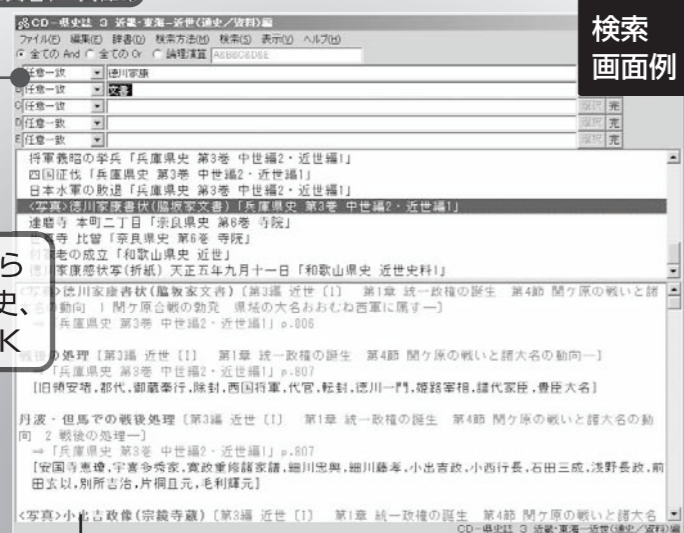 検索
画面例
CD-県史誌 3 近畿・東海-近世(通史/資料)編
ファイル(F) 編集(E) 辞書(D) 検索方法(M) 検索(S) 表示(V) ヘルプ(H)
全ての And 全ての Or 論理演算 A&B&C&D&E
任意一致 徳川家康
B 任意一致 文書
C 任意一致 選択 完
D 任意一致 選択 完
E 任意一致 選択 完
将軍義昭の挙兵「兵庫県史 第3巻 中世編2・近世編1」
四国征伐「兵庫県史 第3巻 中世編2・近世編1」
日本水軍の敗退「兵庫県史 第3巻 中世編2・近世編1」
<写真>徳川家康書状(脇坂家文書)「兵庫県史 第3巻 中世編2・近世編1」
達磨寺 本町二丁目「奈良県史 第6巻 寺院」
寺 比曽「奈良県史 第6巻 寺院」
家老の成立「和歌山県史 近世」
徳川家康感状写(折紙) 天正五年九月十一日「和歌山県史 近世史料1」
ら
史、
K
<写真>徳川家康書状(脇坂家文書) [第3編 近世 [1] 第1章 統一政権の誕生 第4節 関ケ原の戦いと諸
大名の動向 1 関ケ原合戦の勃発 県域の大名おおむね西軍に属す―]
⇒「兵庫県史 第3巻 中世編2・近世編1」p.806
戦後の処理 [第3編 近世 [1] 第1章 統一政権の誕生 第4節 関ケ原の戦いと諸大名の動向―]
「兵庫県史 第3巻 中世編2・近世編1」p.807
[旧領安堵,郡代,御蔵奉行,除封,西国将軍,代官,転封,徳川一門,姫路宰相,譜代家臣,豊臣大名]
丹波・但馬での戦後処理 [第3編 近世 [1] 第1章 統一政権の誕生 第4節 関ケ原の戦いと諸大名の動
向 2 戦後の処理―]
⇒「兵庫県史 第3巻 中世編2・近世編1」p.807
[安国寺恵瓊,宇喜多秀家,寛政重修諸家譜,細川忠興,細川藤孝,小出吉政,小西行長,石田三成,浅野長政,前
田玄以,別所吉治,片桐且元,毛利輝元]
<写真>小出吉政像(宗鏡寺蔵) [第3編 近世 [1] 第1章 統一政権の誕生 第4節 関ケ原の戦いと諸大名
CD-県史誌 3 近畿・東海-近世(通史/資料)編